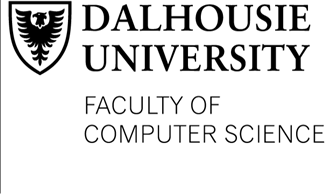 DALHOUSIE
UNIVERSITY
FACULTY OF
COMPUTER SCIENCE